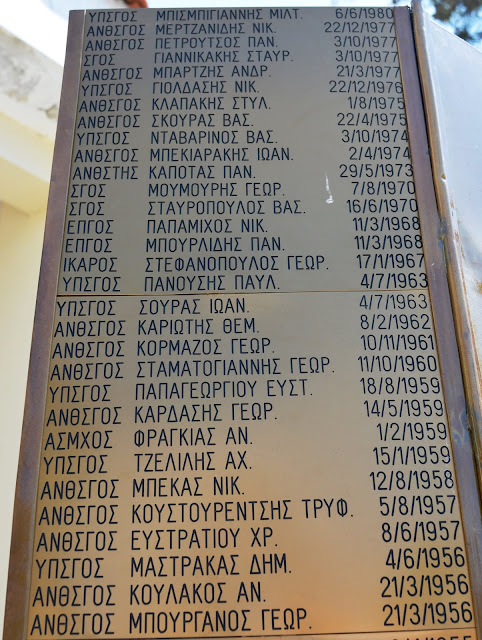 ΥΠΣΓΟΣ ΜΠΙΣΜΠΙΓΙΑΝΝΗΣ ΜΙΛΤ. 6/6/1980
ΑΝΘΣΓΟΣ ΜΕΡΤΖΑΝΙΔΗΣ ΝΙΚ. 22/12/1977
ΑΝΘΣΓΟΣ ΠΕΤΡΟΥΤΣΟΣ ΠΑΝ. 3/10/1977
ΣΓΟΣ ΓΙΑΝΝΙΚΑΚΗΣ ΣΤΑΥΡ. 3/10/1977
ΑΝΘΣΓΟΣ ΜΠΑΡΤΖΗΣ ΑΝΔΡ. 21/3/1977
ΥΠΣΓΟΣ ΓΙΟΛΔΑΣΗΣ ΝΙΚ. 22/12/1976
ΑΝΘΣΓΟΣ ΚΛΑΠΑΚΗΣ ΣΤΥΛ. 1/8/1975
ΑΝΘΣΓΟΣ ΣΚΟΥΡΑΣ ΒΑΣ. 22/4/1975
ΥΠΣΓΟΣ ΝΤΑΒΑΡΙΝΟΣ ΒΑΣ. 3/10/1974
ΑΝΘΣΓΟΣ ΜΠΕΚΙΑΡΑΚΗΣ ΙΩΑΝ. 2/4/1974
ΑΝΘΣΤΗΣ ΚΑΠΟΤΑΣ ΠΑΝ. 29/5/1973
ΣΓΟΣ ΜΟΥΜΟΥΡΗΣ ΓΕΩΡ. 7/8/1970
ΣΓΟΣ ΣΤΑΥΡΟΠΟΥΛΟΣ ΒΑΣ. 16/6/1970
ΕΠΓΟΣ ΠΑΠΑΜΙΧΟΣ ΝΙΚ. 11/3/1968
ΕΠΓΟΣ ΜΠΟΥΡΛΙΔΗΣ ΠΑΝ. 11/3/1968
ΙΚΑΡΟΣ ΣΤΕΦΑΝΟΠΟΥΛΟΣ ΓΕΩΡ. 17/1/1967
ΥΠΣΓΟΣ ΠΑΝΟΥΣΗΣ ΠΑΥΛ. 4/7/1963
ΥΠΣΓΟΣ ΣΟΥΡΑΣ ΙΩΑΝ. 4/7/1963
ΑΝΘΣΓΟΣ ΚΑΡΙΩΤΗΣ ΘΕΜ. 8/2/1962
ΑΝΘΣΓΟΣ ΚΟΡΜΑΖΟΣ ΓΕΩΡ. 10/11/1961
ΑΝΘΣΓΟΣ ΣΤΑΜΑΤΟΓΙΑΝΝΗΣ ΓΕΩΡ. 11/10/1960
ΥΠΣΓΟΣ ΠΑΠΑΓΕΩΡΓΙΟΥ ΕΥΣΤ. 18/8/1959
ΑΝΘΣΓΟΣ ΚΑΡΔΑΣΗΣ ΓΕΩΡ. 14/5/1959
ΑΣΜΧΟΣ ΦΡΑΓΚΙΑΣ ΑΝ. 1/2/1959
ΥΠΣΓΟΣ ΤΖΕΛΙΛΗΣ ΑΧ. 15/1/1959
ΑΝΘΣΓΟΣ ΜΠΕΚΑΣ ΝΙΚ. 12/8/1958
ΑΝΘΣΓΟΣ ΚΟΥΣΤΟΥΡΕΝΤΣΗΣ ΤΡΥΦ. 5/8/1957
ΑΝΘΣΓΟΣ ΕΥΣΤΡΑΤΙΟΥ ΧΡ. 8/6/1957
ΥΠΣΓΟΣ ΜΑΣΤΡΑΚΑΣ ΔΗΜ. 4/6/1956
ΑΝΘΣΓΟΣ ΚΟΥΛΑΚΟΣ ΑΝ. 21/3/1956
ΑΝΘΣΓΟΣ ΜΠΟΥΡΓΑΝΟΣ ΓΕΩΡ. 21/3/1956